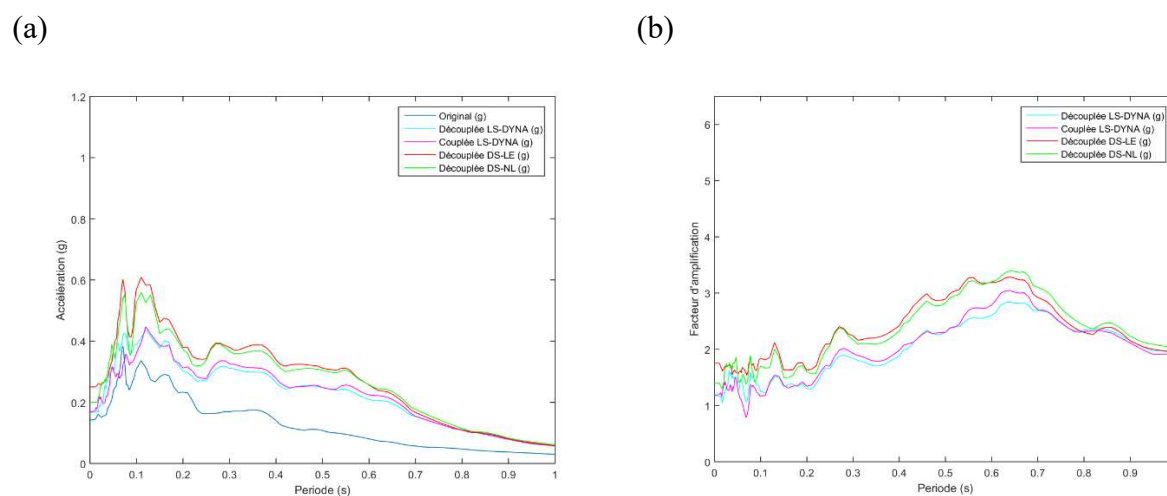 (a)
(b)
1.2
1
0.8
0.6
0.4
0.2
0
Accélération (g)
0 0.1 0.2 0.3 0.4 0.5 0.6 0.7 0.8 0.9 1
Periode (s)
Original (g)
Découplée LS-DYNA (g)
Couplée LS-DYNA (g)
Découplée DS-LE (g)
Découplée DS-NL (g)
6
5
4
3
2
1
0
Facteur d'amplification
0 0.1 0.2 0.3 0.4 0.5 0.6 0.7 0.8 0.9
Periode (s)
Découplée LS-DYNA (g)
Couplée LS-DYNA (g)
Découplée DS-LE (g)
Découplée DS-NL (g)